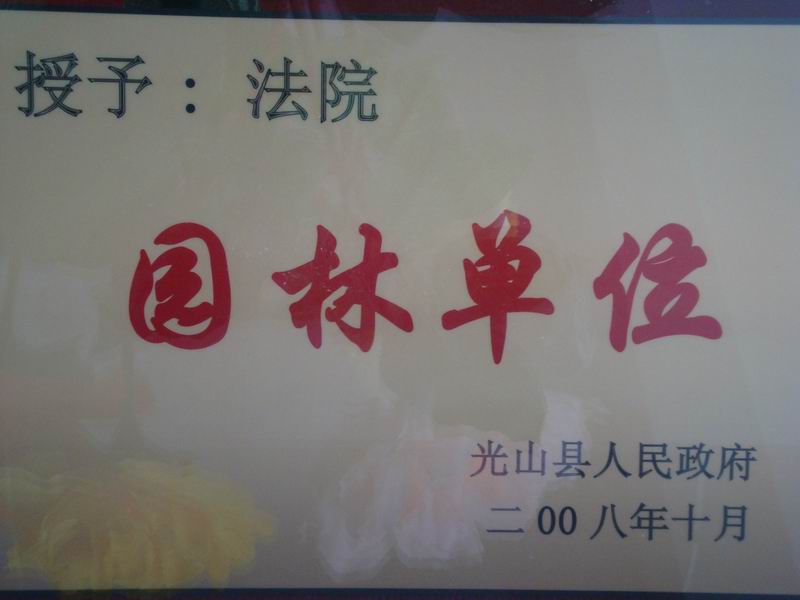 授予：法院
园林单位
光山县人民政府
二00八年十月